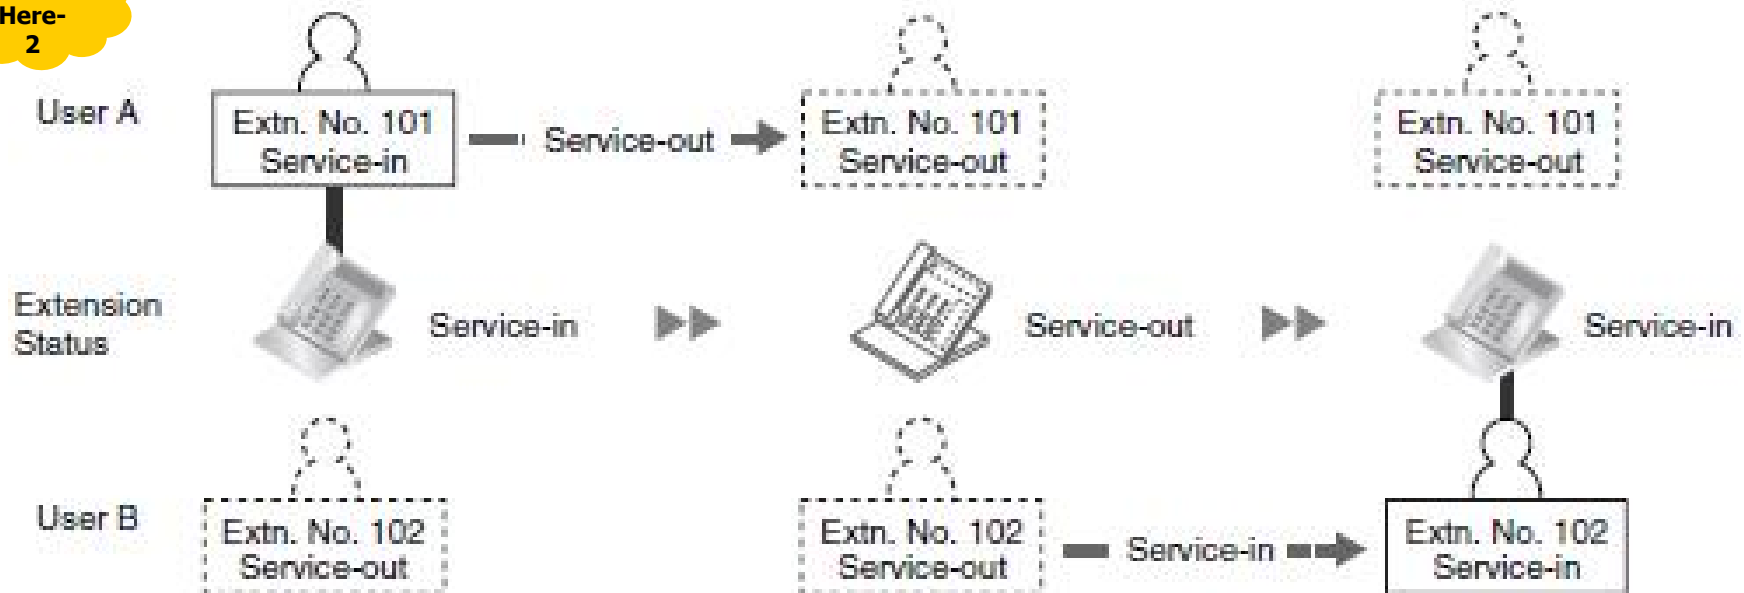 Here-
2
User A
Extn. No. 101
Service-in
Service-out
Extn. No. 101
Service-out
Extn. No. 101
Service-out
Extension
Status
Service-in
Service-out
Service-in
User B
Extn. No. 102
Service-out
Extn. No. 102
Service-out
Service-in
Extn. No. 102
Service-in